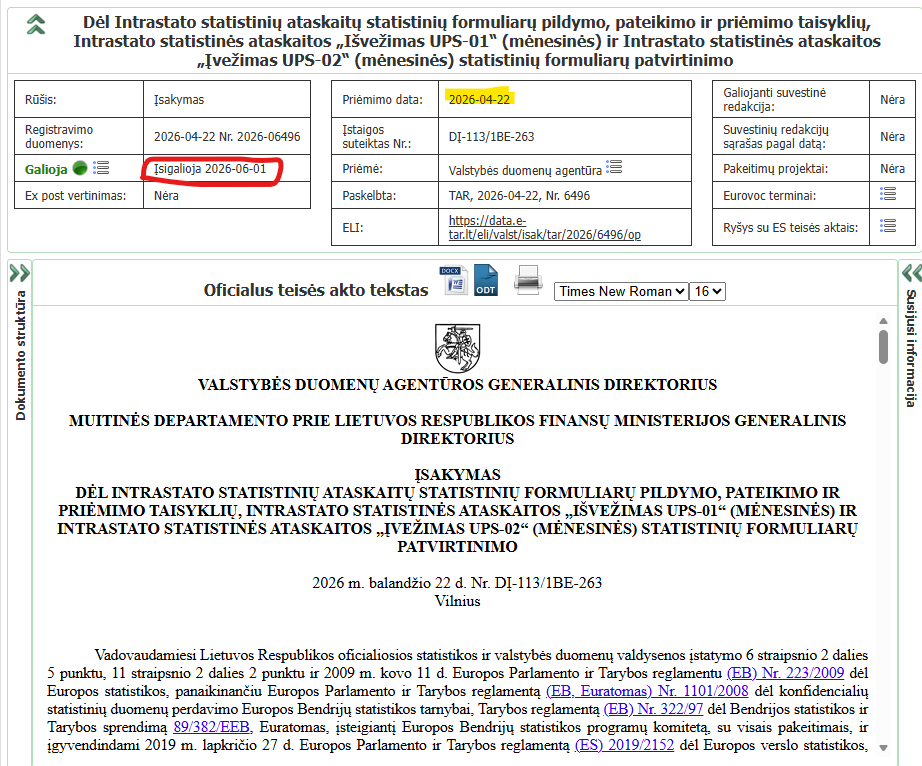 Dėl Intrastato statistinių ataskaitų statistinių formuliarų pildymo, pateikimo ir priėmimo taisyklių,
Intrastato statistinės ataskaitos „Išvežimas UPS-01“ (mėnesinės) ir Intrastato statistinės ataskaitos
„Įvežimas UPS-02“ (mėnesinės) statistinių formuliarų patvirtinimo
Rūšis:
Įsakymas
Registravimo
duomenys:
2026-04-22 Nr. 2026-06496
Galioja
Įsigalioja 2026-06-01
Ex post vertinimas:
Nėra
Priėmimo data:
2026-04-22
Įstaigos
suteiktas Nr.:
DĮ-113/1BE-263
Priėmė:
Valstybės duomenų agentūra
Paskelbta:
TAR, 2026-04-22, Nr. 6496
ELI:
https://data.e-
tar.lt/eli/valst/isak/tar/2026/6496/op
Galiojanti suvestinė
redakcija:
Nėra
Suvestinių redakcijų
sąrašas pagal datą:
Nėra
Pakeitimų projektai:
Nėra
Eurovoc terminai:
Ryšys su ES teisės aktais:
Dokumento struktūra
Oficialus teisės akto tekstas
DOCX
W
ODT
Times New Roman
16
Susijusi informacija
VALSTYBĖS DUOMENŲ AGENTŪROS GENERALINIS DIREKTORIUS
MUITINĖS DEPARTAMENTO PRIE LIETUVOS RESPUBLIKOS FINANSŲ MINISTERIJOS GENERALINIS
DIREKTORIUS
ĮSAKYMAS
DĖL INTRASTATO STATISTINIŲ ATASKAITŲ STATISTINIŲ FORMULIARŲ PILDYMO, PATEIKIMO IR
PRIĖMIMO TAISYKLIŲ, INTRASTATO STATISTINĖS ATASKAITOS „IŠVEŽIMAS UPS-01“ (MĖNESINĖS) IR
INTRASTATO STATISTINĖS ATASKAITOS „ĮVEŽIMAS UPS-02“ (MĖNESINĖS) STATISTINIŲ FORMULIARŲ
PATVIRTINIMO
2026 m. balandžio 22 d. Nr. DĮ-113/1BE-263
Vilnius
Vadovaudamiesi Lietuvos Respublikos oficialiosios statistikos ir valstybės duomenų valdysenos įstatymo 6 straipsnio 2 dalies
5 punktu, 11 straipsnio 2 dalies 2 punktu ir 2009 m. kovo 11 d. Europos Parlamento ir Tarybos reglamentu (EB) Nr. 223/2009 dėl
Europos statistikos, panaikinančiu Europos Parlamento ir Tarybos reglamentą (EB, Euratomas) Nr. 1101/2008 dėl konfidencialių
statistinių duomenų perdavimo Europos Bendrijų statistikos tarnybai, Tarybos reglamentą (EB) Nr. 322/97 dėl Bendrijos statistikos ir
Tarybos sprendimą 89/382/EEB, Euratomas, įsteigiantį Europos Bendrijų statistikos programų komitetą, su visais pakeitimais, ir
įgyvendindami 2019 m. lapkričio 27 d. Europos Parlamento ir Tarybos reglamentą (ES) 2019/2152 dėl Europos verslo statistikos,